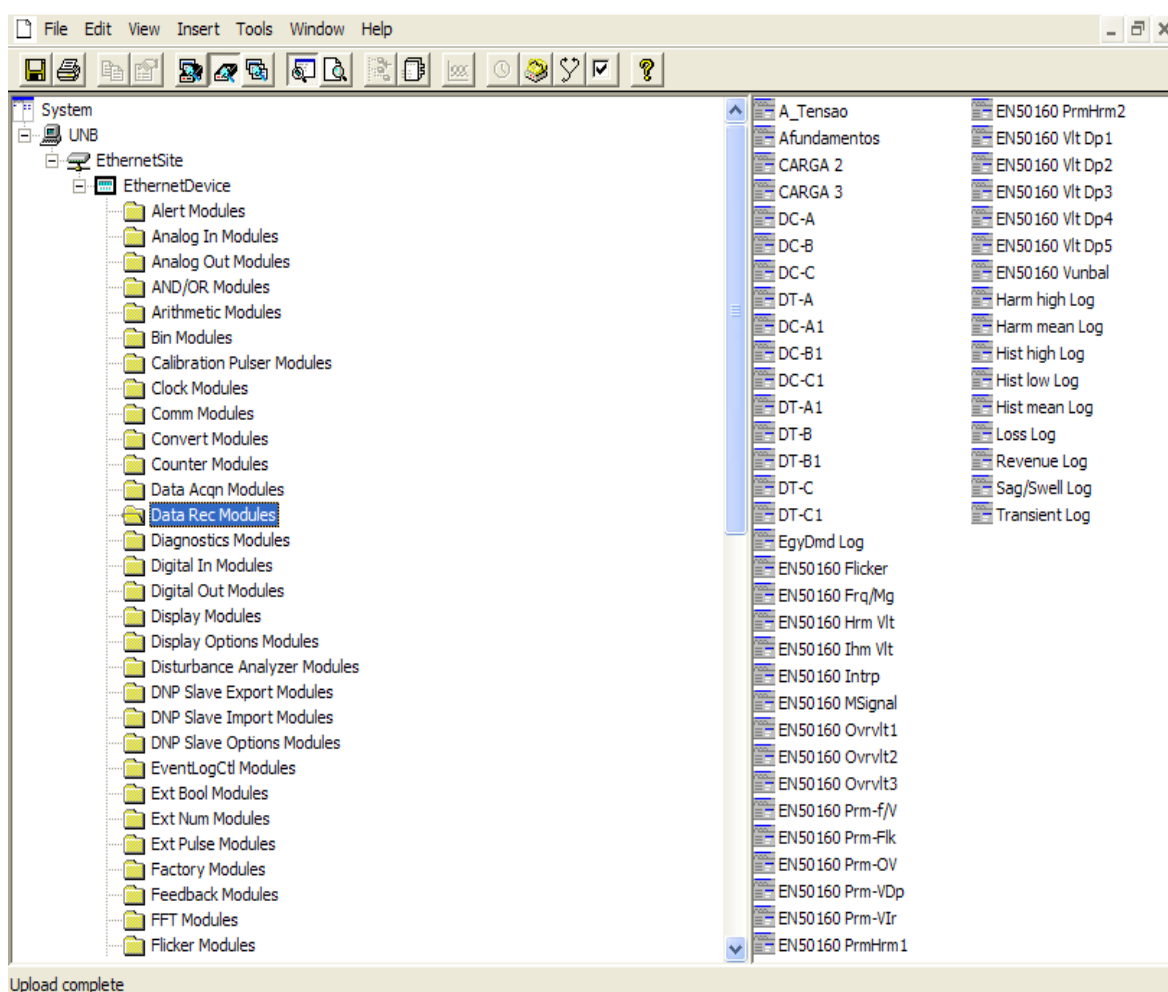 File Edit View Insert Tools Window Help
System
UNB
EthernetSite
EthernetDevice
Alert Modules
Analog In Modules
Analog Out Modules
AND/OR Modules
Arithmetic Modules
Bin Modules
Calibration Pulser Modules
Clock Modules
Comm Modules
Convert Modules
Counter Modules
Data Acqn Modules
Data Rec Modules
Diagnostics Modules
Digital In Modules
Digital Out Modules
Display Modules
Display Options Modules
Disturbance Analyzer Modules
DNP Slave Export Modules
DNP Slave Import Modules
DNP Slave Options Modules
EventLogCtl Modules
Ext Bool Modules
Ext Num Modules
Ext Pulse Modules
Factory Modules
Feedback Modules
FFT Modules
Flicker Modules
A_Tensao
Afundamentos
CARGA 2
CARGA 3
DC-A
DC-B
DC-C
DT-A
DC-A1
DC-B1
DC-C1
DT-A1
DT-B
DT-B1
DT-C
DT-C1
EgyDmd Log
EN50160 Flicker
EN50160 Frq/Mg
EN50160 Hrm Vlt
EN50160 Ihm Vlt
EN50160 Intrp
EN50160 MSignal
EN50160 Ovrvlt1
EN50160 Ovrvlt2
EN50160 Ovrvlt3
EN50160 Prm-f/V
EN50160 Prm-Flk
EN50160 Prm-OV
EN50160 Prm-VDp
EN50160 Prm-VIr
EN50160 PrmHrm1
EN50160 PrmHrm2
EN50160 Vlt Dp1
EN50160 Vlt Dp2
EN50160 Vlt Dp3
EN50160 Vlt Dp4
EN50160 Vlt Dp5
EN50160 Vunbal
Harm high Log
Harm mean Log
Hist high Log
Hist low Log
Hist mean Log
Loss Log
Revenue Log
Sag/Swell Log
Transient Log
Upload complete